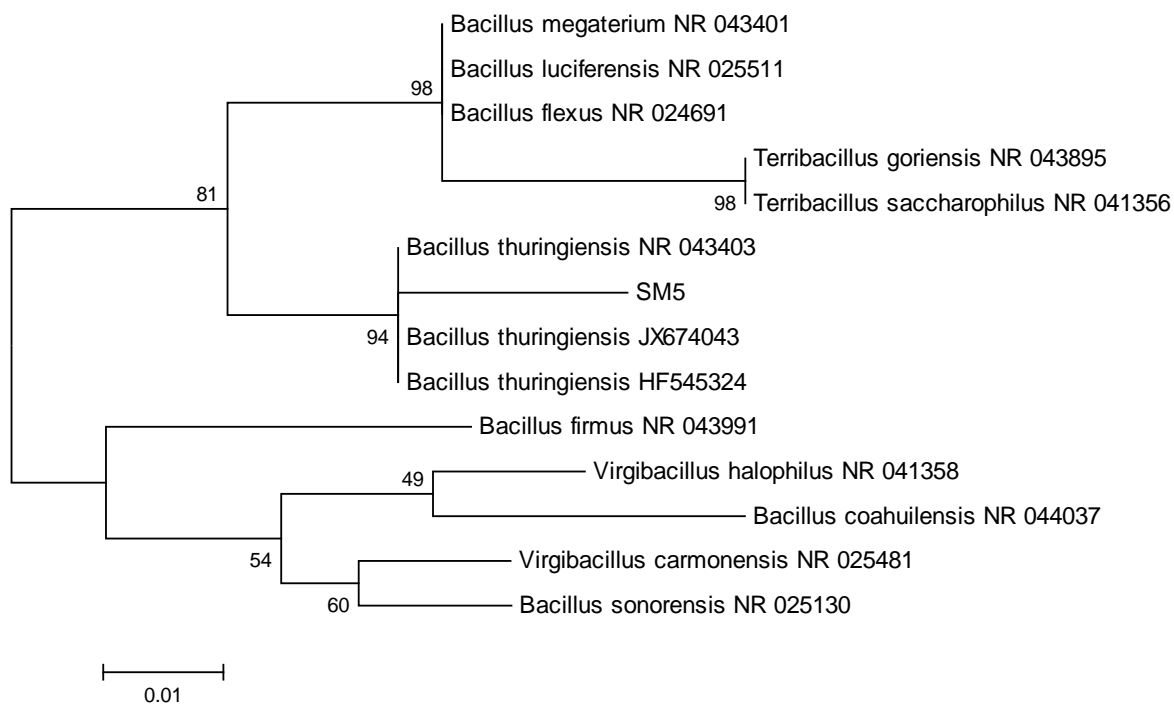 Bacillus megaterium NR 043401
Bacillus luciferensis NR 025511
98
Bacillus flexus NR 024691
Terribacillus goriensis NR 043895
81
98
Terribacillus saccharophilus NR 041356
Bacillus thuringiensis NR 043403
SM5
94
Bacillus thuringiensis JX674043
Bacillus thuringiensis HF545324
Bacillus firmus NR 043991
Virgibacillus halophilus NR 041358
49
Bacillus coahuilensis NR 044037
54
Virgibacillus carmonensis NR 025481
60
Bacillus sonorensis NR 025130
0.01